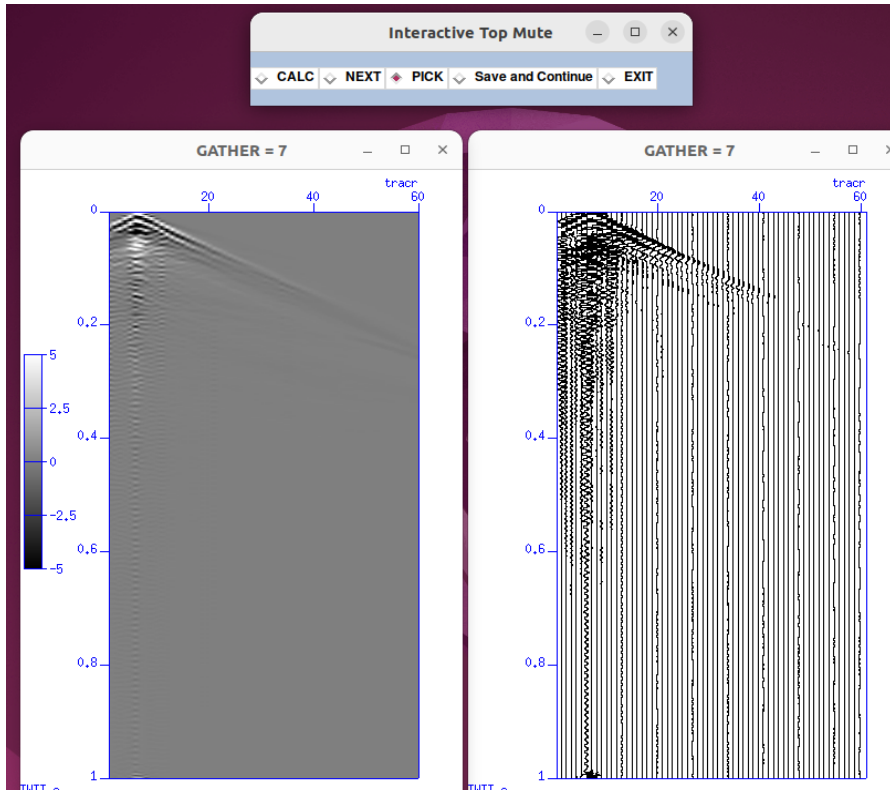 Interactive Top Mute
CALC NEXT PICK Save and Continue EXIT
GATHER = 7
tracr
20 40 60
0
0.2
0.4
0.6
0.8
1
5
2.5
0
-2.5
-5
GATHER = 7
tracr
20 40 60
0
0.2
0.4
0.6
0.8
1